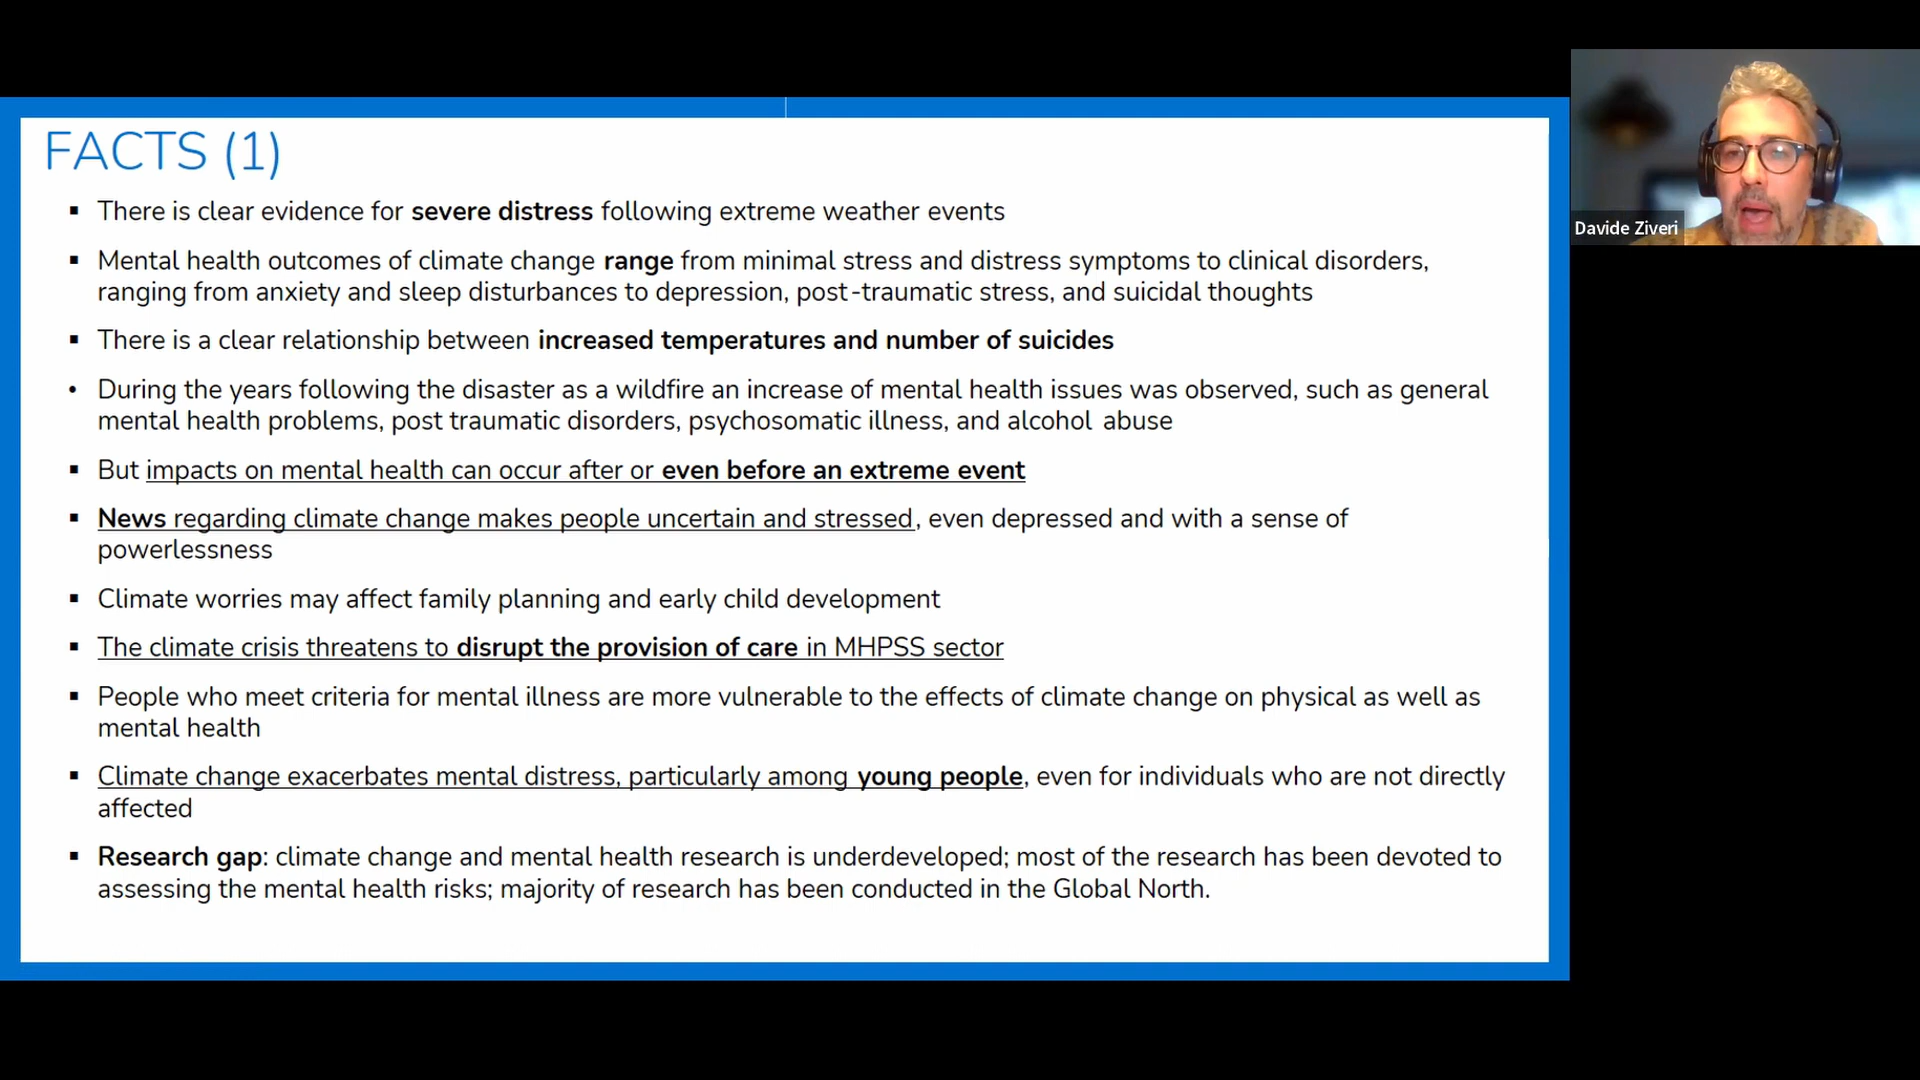 FACTS (1)
▪ There is clear evidence for severe distress following extreme weather events
▪ Mental health outcomes of climate change range from minimal stress and distress symptoms to clinical disorders,
ranging from anxiety and sleep disturbances to depression, post-traumatic stress, and suicidal thoughts
▪ There is a clear relationship between increased temperatures and number of suicides
• During the years following the disaster as a wildfire an increase of mental health issues was observed, such as general
mental health problems, post traumatic disorders, psychosomatic illness, and alcohol abuse
▪ But impacts on mental health can occur after or even before an extreme event
▪ News regarding climate change makes people uncertain and stressed, even depressed and with a sense of
powerlessness
▪ Climate worries may affect family planning and early child development
▪ The climate crisis threatens to disrupt the provision of care in MHPSS sector
▪ People who meet criteria for mental illness are more vulnerable to the effects of climate change on physical as well as
mental health
▪ Climate change exacerbates mental distress, particularly among young people, even for individuals who are not directly
affected
▪ Research gap: climate change and mental health research is underdeveloped; most of the research has been devoted to
assessing the mental health risks; majority of research has been conducted in the Global North.
Davide Ziveri